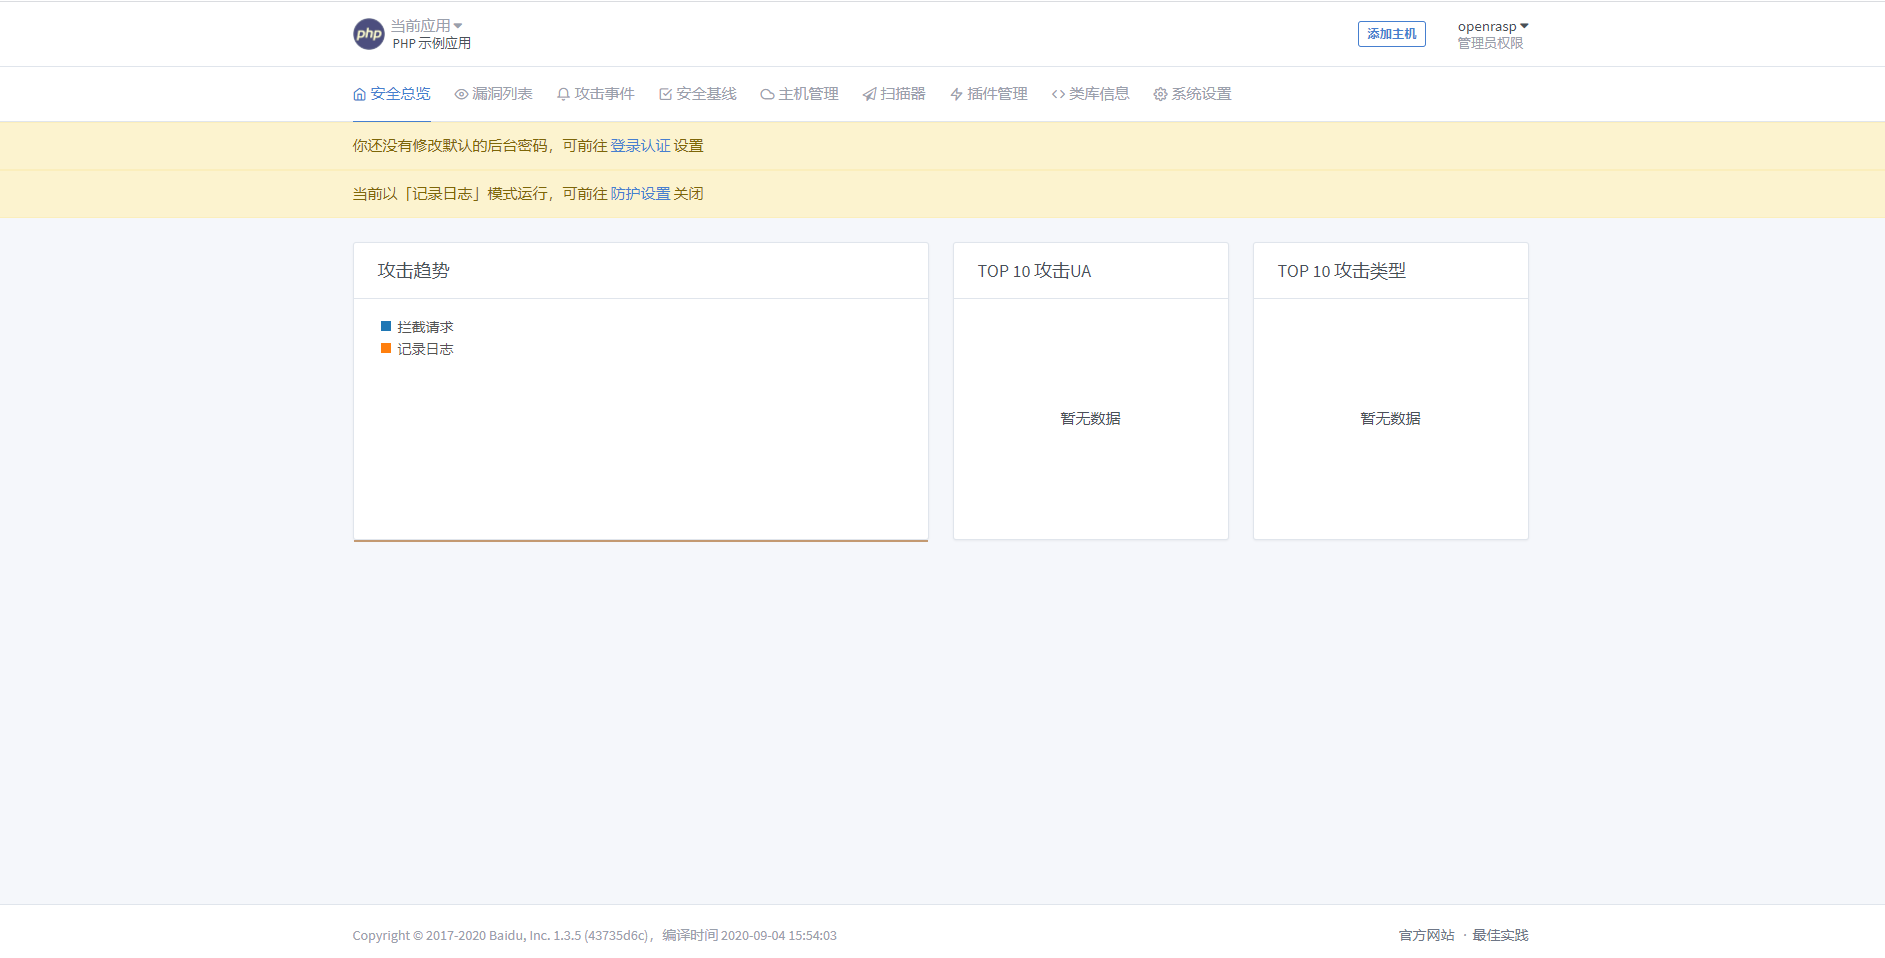 php 当前应用
PHP 示例应用
添加主机
openrasp
管理员权限
安全总览 漏洞列表 攻击事件 安全基线 主机管理 扫描器 插件管理 类库信息 系统设置
你还没有修改默认的后台密码，可前往 登录认证 设置
当前以「记录日志」模式运行，可前往 防护设置 关闭
攻击趋势
拦截请求
记录日志
TOP 10 攻击UA
暂无数据
TOP 10 攻击类型
暂无数据
Copyright © 2017-2020 Baidu, Inc. 1.3.5 (43735d6c)，编译时间 2020-09-04 15:54:03
官方网站 · 最佳实践